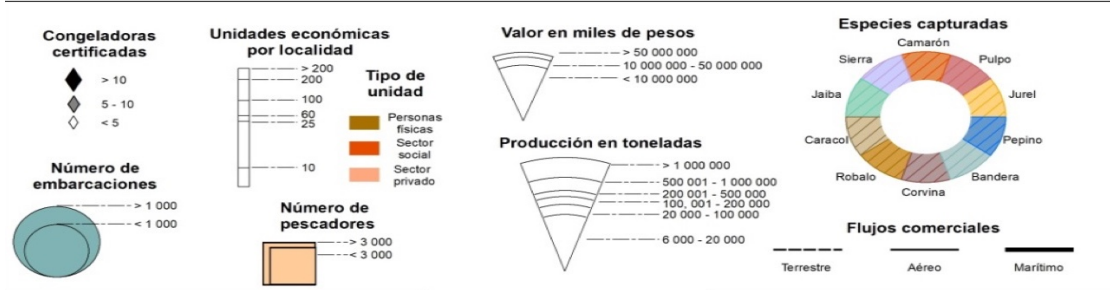 Congeladoras
certificadas
> 10
5 - 10
< 5
Número de
embarcaciones
> 1 000
< 1 000
Unidades económicas
por localidad
> 200
200
100
60
25
10
Tipo de
unidad
Personas
físicas
Sector
social
Sector
privado
Número de
pescadores
> 3 000
< 3 000
Valor en miles de pesos
> 50 000 000
10 000 000 - 50 000 000
< 10 000 000
Producción en toneladas
> 1 000 000
500 001 - 1 000 000
200 001 - 500 000
100, 001 - 200 000
20 000 - 100 000
6 000 - 20 000
Especies capturadas
Camarón
Sierra
Pulpo
Jaiba
Jurel
Caracol
Pepino
Robalo
Bandera
Corvina
Flujos comerciales
Terrestre
Aéreo
Marítimo